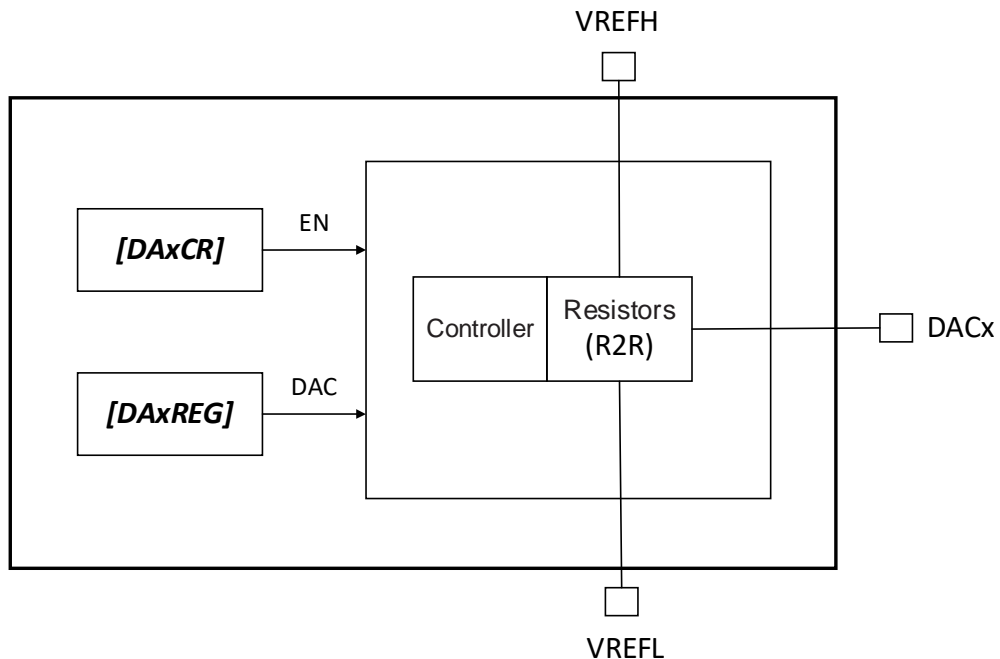 VREFH
EN
[DAxCR]
Controller
Resistors
(R2R)
DACx
DAC
[DAxREG]
VREFL